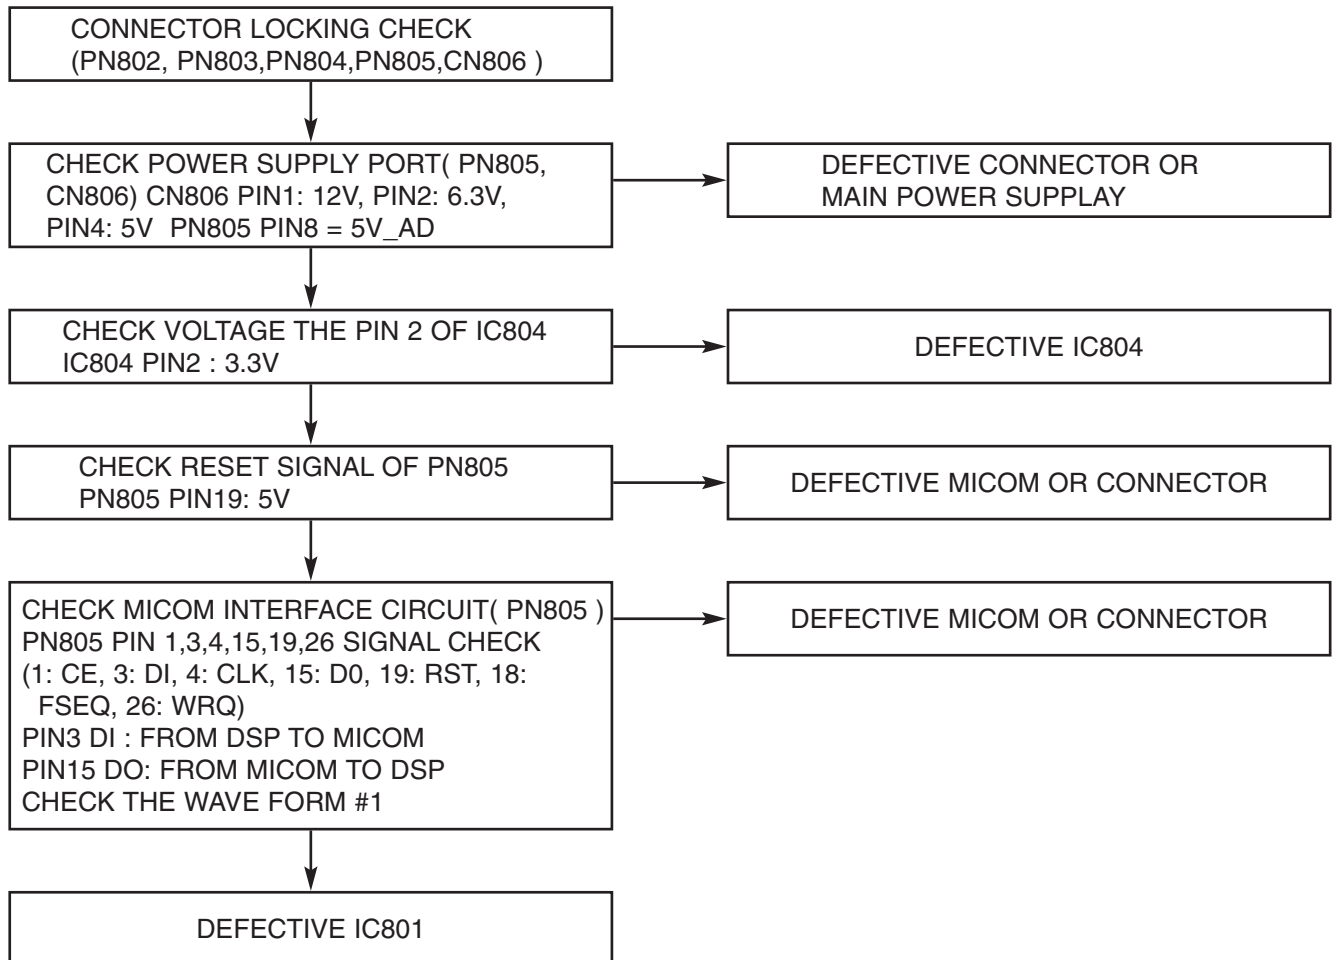 CONNECTOR LOCKING CHECK
(PN802, PN803,PN804,PN805,CN806 )
CHECK POWER SUPPLY PORT( PN805,
CN806) CN806 PIN1: 12V, PIN2: 6.3V,
PIN4: 5V  PN805 PIN8 = 5V_AD
DEFECTIVE CONNECTOR OR
MAIN POWER SUPPLAY
CHECK VOLTAGE THE PIN 2 OF IC804
IC804 PIN2 : 3.3V
DEFECTIVE IC804
CHECK RESET SIGNAL OF PN805
PN805 PIN19: 5V
DEFECTIVE MICOM OR CONNECTOR
CHECK MICOM INTERFACE CIRCUIT( PN805 )
PN805 PIN 1,3,4,15,19,26 SIGNAL CHECK
(1: CE, 3: DI, 4: CLK, 15: D0, 19: RST, 18:
FSEQ, 26: WRQ)
PIN3 DI : FROM DSP TO MICOM
PIN15 DO: FROM MICOM TO DSP
CHECK THE WAVE FORM #1
DEFECTIVE MICOM OR CONNECTOR
DEFECTIVE IC801